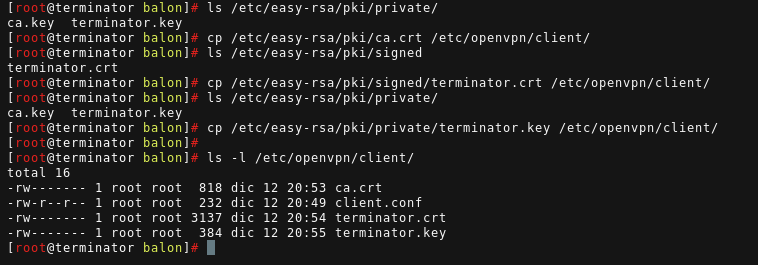 [root@terminator balon]# ls /etc/easy-rsa/pki/private/
ca.key  terminator.key
[root@terminator balon]# cp /etc/easy-rsa/pki/ca.crt /etc/openvpn/client/
[root@terminator balon]# ls /etc/easy-rsa/pki/signed
terminator.crt
[root@terminator balon]# cp /etc/easy-rsa/pki/signed/terminator.crt /etc/openvpn/client/
[root@terminator balon]# ls /etc/easy-rsa/pki/private/
ca.key  terminator.key
[root@terminator balon]# cp /etc/easy-rsa/pki/private/terminator.key /etc/openvpn/client/
[root@terminator balon]#
[root@terminator balon]# ls -l /etc/openvpn/client/
total 16
-rw------- 1 root root  818 dic 12 20:53 ca.crt
-rw-r--r-- 1 root root  232 dic 12 20:49 client.conf
-rw------- 1 root root 3137 dic 12 20:54 terminator.crt
-rw------- 1 root root  384 dic 12 20:55 terminator.key
[root@terminator balon]#